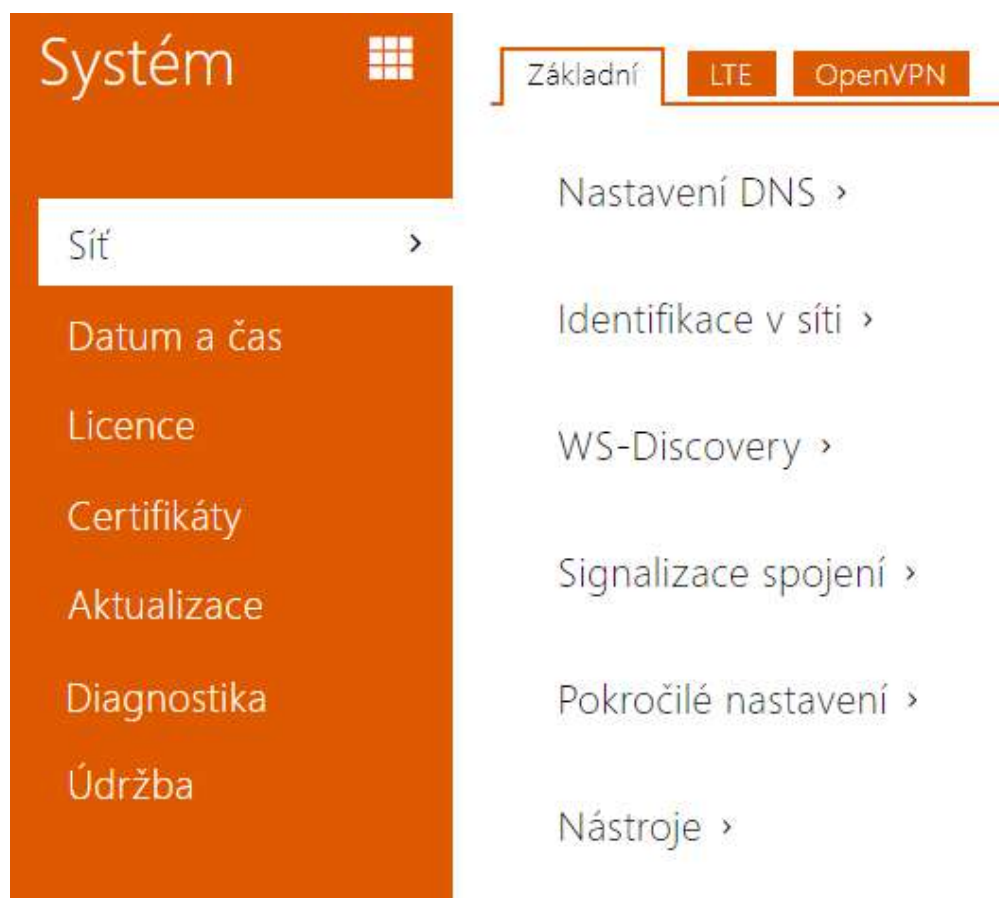 Systém
Síť
Datum a čas
Licence
Certifikáty
Aktualizace
Diagnostika
Údržba
Základní LTE OpenVPN
Nastavení DNS
Identifikace v síti
WS-Discovery
Signalizace spojení
Pokročilé nastavení
Nástroje